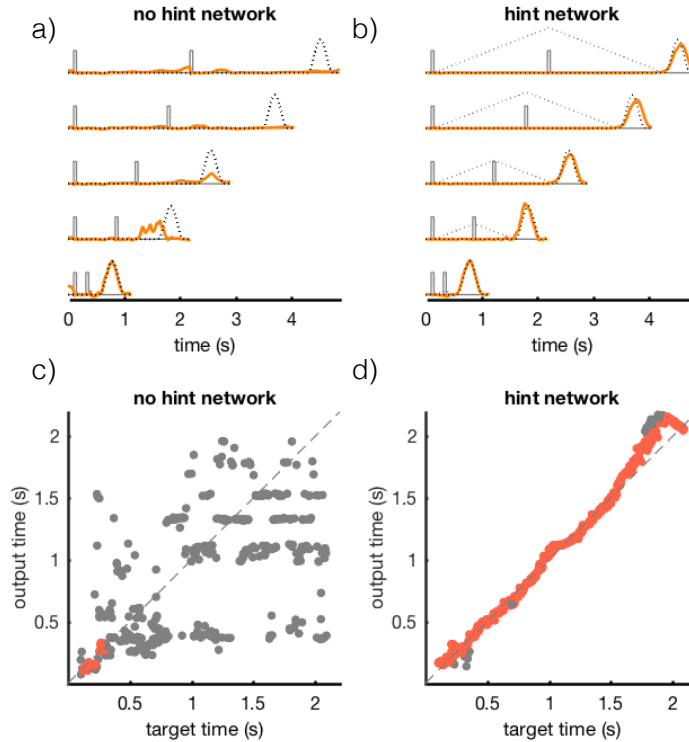 a)
no hint network
0 1 2 3 4
time (s)
b)
hint network
0 1 2 3 4
time (s)
c)
no hint network
output time (s)
2
1.5
1
0.5
0.5 1 1.5 2
target time (s)
d)
hint network
output time (s)
2
1.5
1
0.5
0.5 1 1.5 2
target time (s)